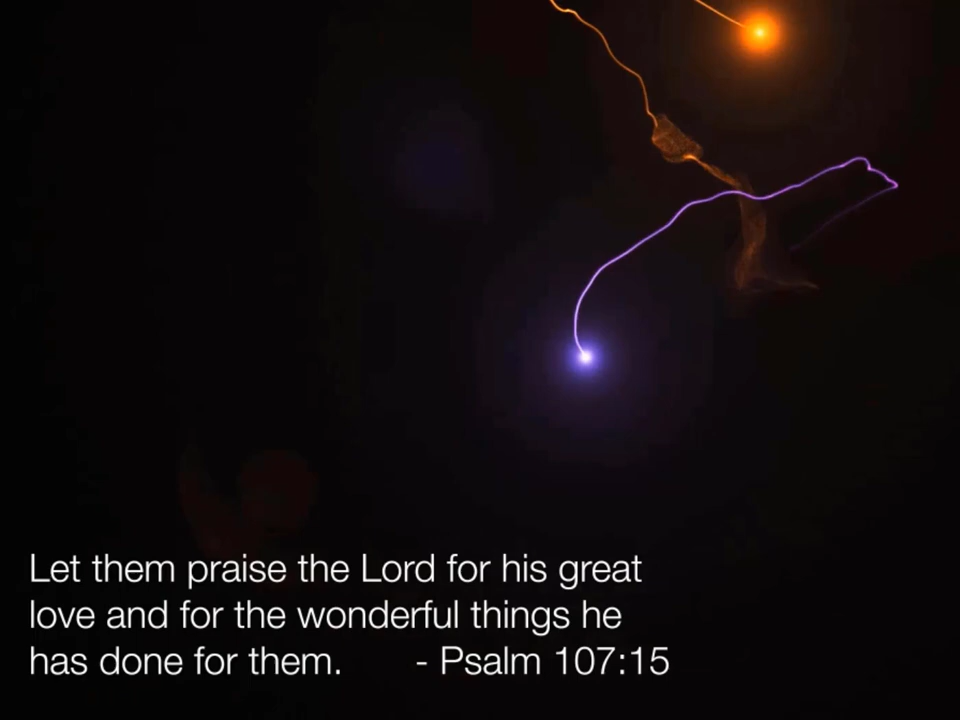 Let them praise the Lord for his great
love and for the wonderful things he
has done for them. - Psalm 107:15